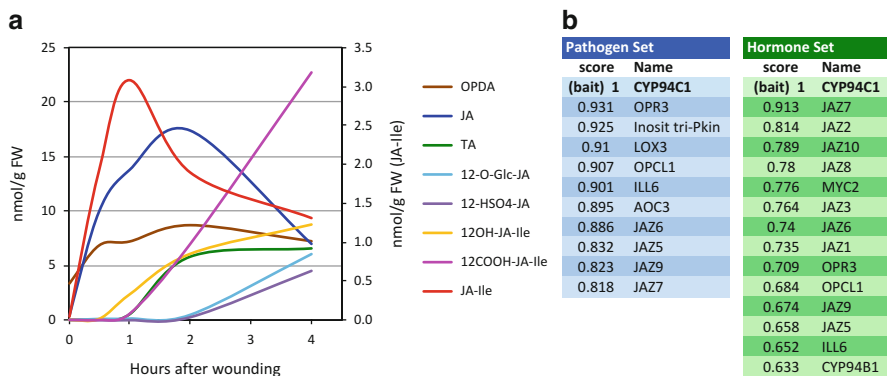 a
25
20
15
10
5
0
nmol/g FW
3.5
3.0
2.5
2.0
1.5
1.0
0.5
0.0
nmol/g FW (JA-Ile)
0
1
2
3
4
Hours after wounding
OPDA
JA
TA
12-O-Glc-JA
12-HSO4-JA
12OH-JA-Ile
12COOH-JA-Ile
JA-Ile
b
Pathogen Set
score Name
(bait) 1 CYP94C1
0.931 OPR3
0.925 Inosit tri-Pkin
0.91 LOX3
0.907 OPCL1
0.901 ILL6
0.895 AOC3
0.886 JAZ6
0.832 JAZ5
0.823 JAZ9
0.818 JAZ7
Hormone Set
score Name
(bait) 1 CYP94C1
0.913 JAZ7
0.814 JAZ2
0.789 JAZ10
0.78 JAZ8
0.776 MYC2
0.764 JAZ3
0.74 JAZ6
0.735 JAZ1
0.709 OPR3
0.684 OPCL1
0.674 JAZ9
0.658 JAZ5
0.652 ILL6
0.633 CYP94B1